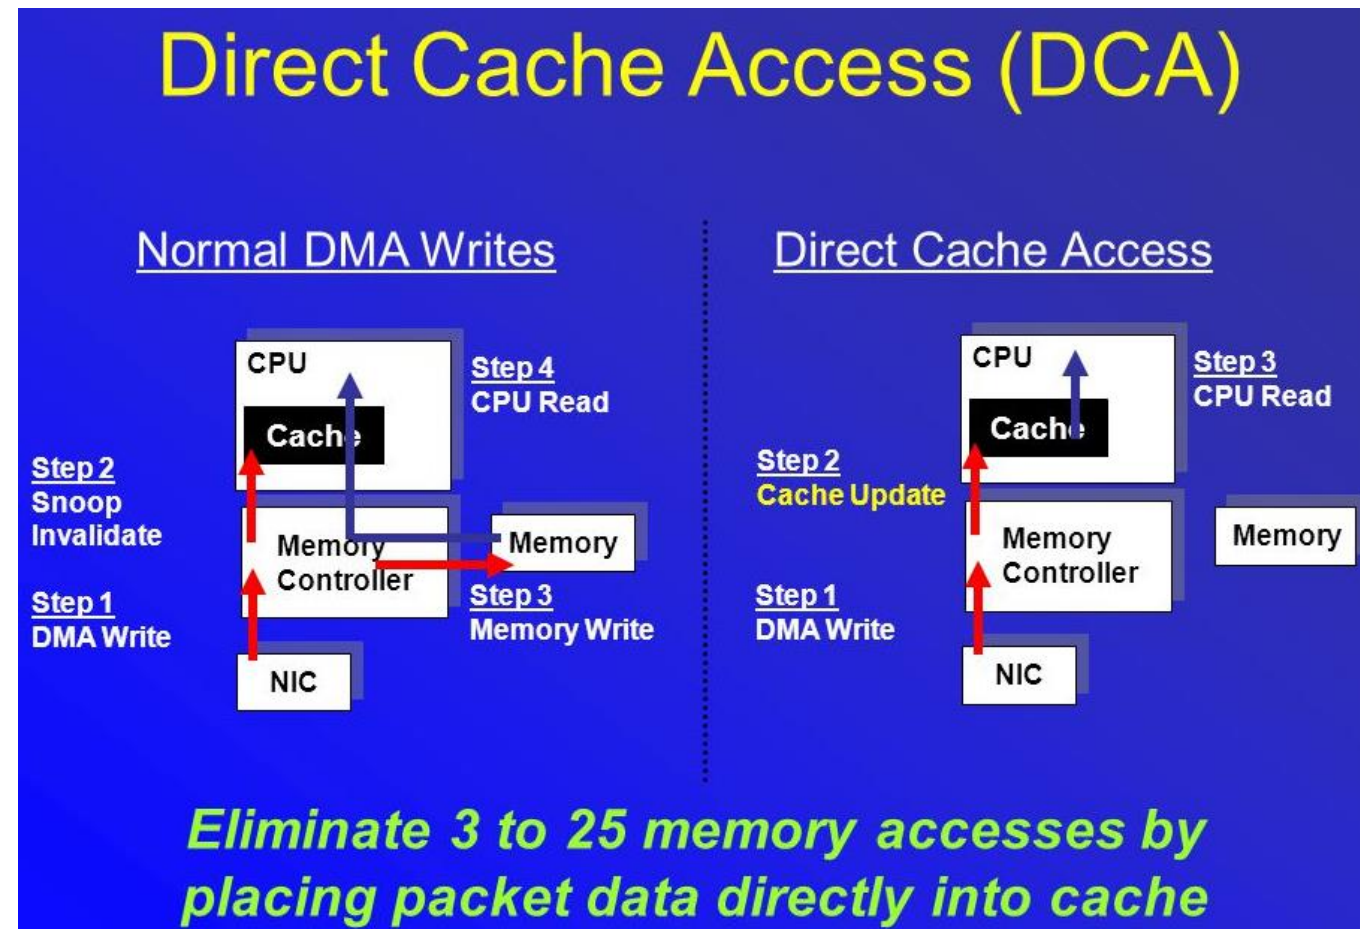 Direct Cache Access (DCA)
Normal DMA Writes
CPU
Cache
Step 4
CPU Read
Step 2
Snoop
Invalidate
Memory
Controller
Memory
Step 1
DMA Write
Step 3
Memory Write
NIC
Direct Cache Access
CPU
Cache
Step 3
CPU Read
Step 2
Cache Update
Memory
Controller
Memory
Step 1
DMA Write
NIC
Eliminate 3 to 25 memory accesses by
placing packet data directly into cache